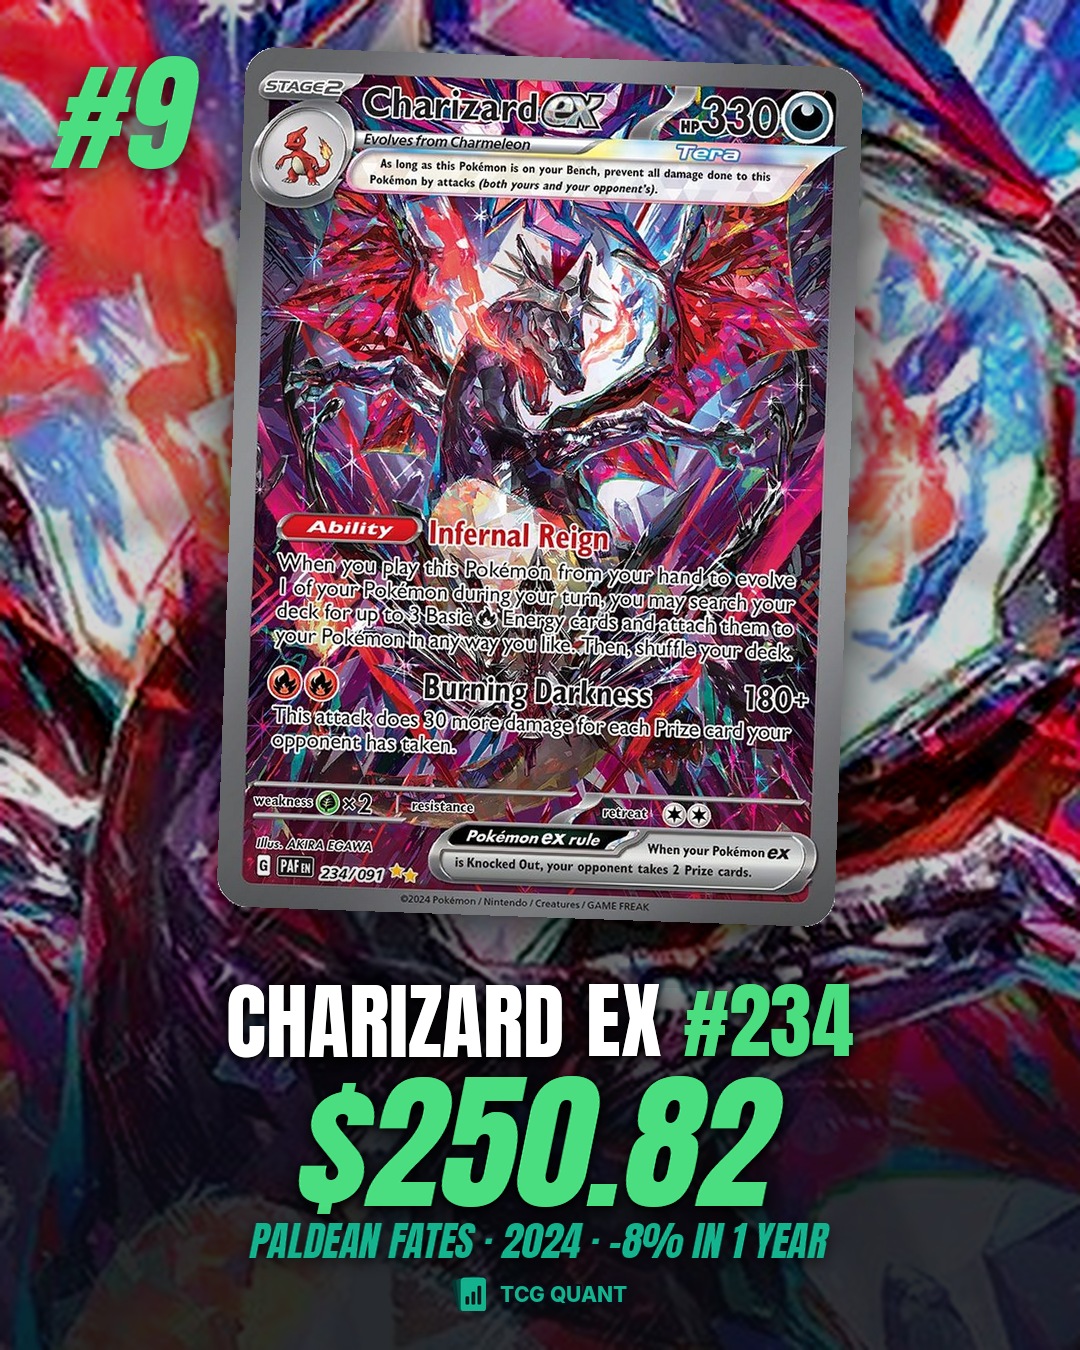 #9
STAGE2
Charizard ex
HP 330
Evolves from Charmeleon
Tera
As long as this Pokémon is on your Bench, prevent all damage done to this
Pokémon by attacks (both yours and your opponent's).
Ability Infernal Reign
When you play this Pokémon from your hand to evolve
1 of your Pokémon during your turn, you may search your
deck for up to 3 Basic Energy cards and attach them to
your Pokémon in any way you like. Then, shuffle your deck.
Burning Darkness 180+
This attack does 30 more damage for each Prize card your
opponent has taken.
weakness ×2 resistance retreat
Illus. AKIRA EGAWA
G PAF EN 234/091
Pokémon ex rule When your Pokémon ex
is Knocked Out, your opponent takes 2 Prize cards.
©2024 Pokémon / Nintendo / Creatures / GAME FREAK
CHARIZARD EX #234
$250.82
PALDEAN FATES · 2024 · -8% IN 1 YEAR
TCG QUANT